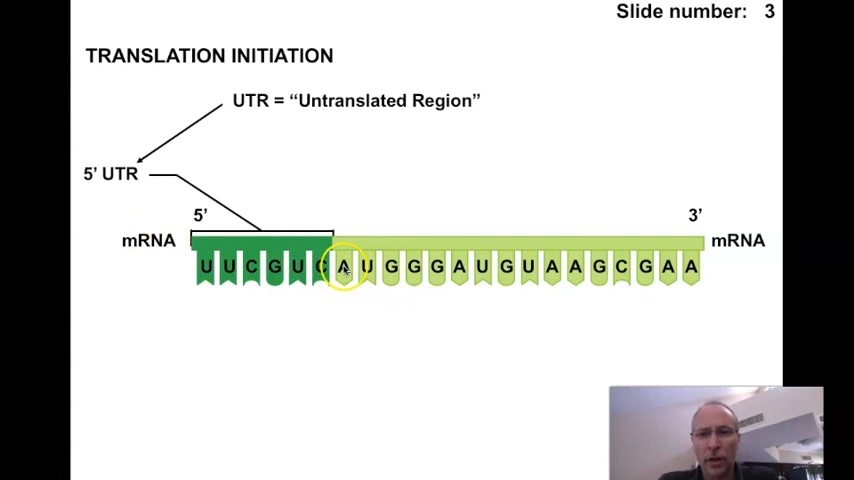 Slide number: 3
TRANSLATION INITIATION
UTR = “Untranslated Region”
5’ UTR
5’ 3’
mRNA mRNA
U U C G U C A U G G G A U G U A A G C G A A